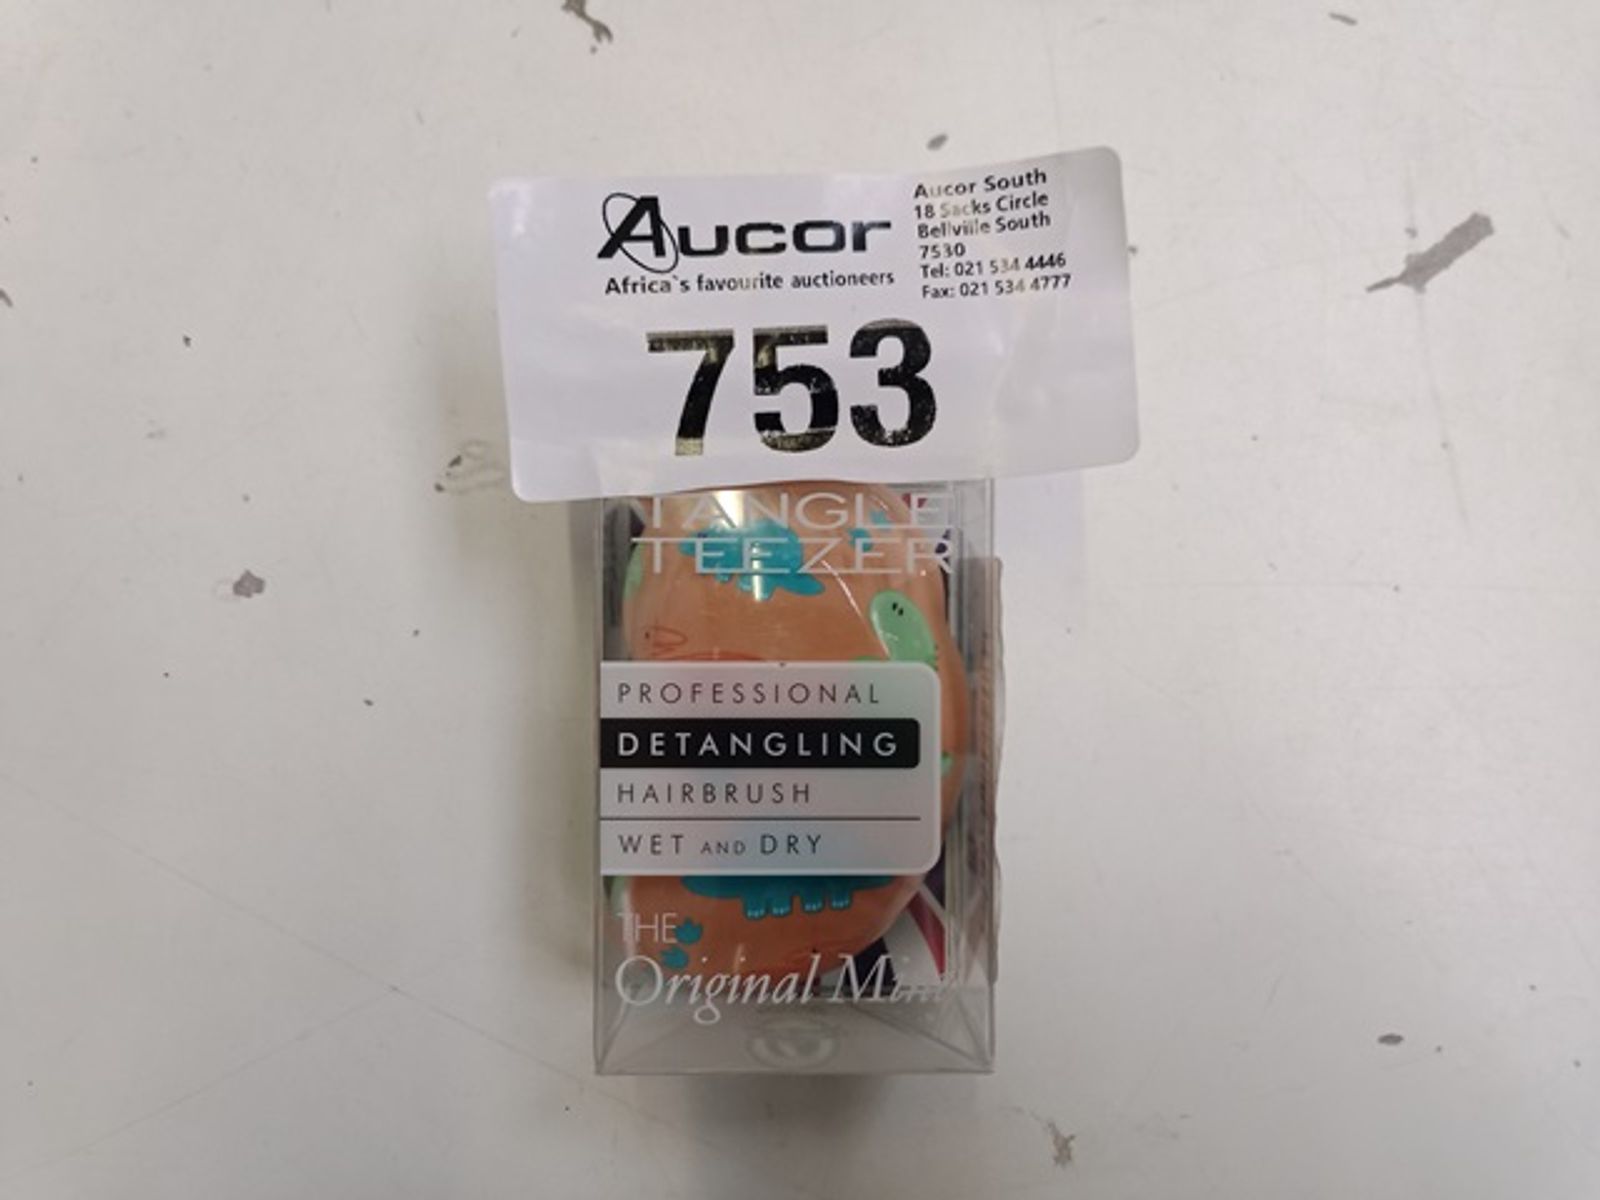 Aucor
Africa`s favourite auctioneers
Aucor South
18 Sacks Circle
Bellville South
7530
Tel: 021 534 4446
Fax: 021 534 4777
753
TANGLE
TEEZER
PROFESSIONAL
DETANGLING
HAIRBRUSH
WET AND DRY
THE
Original Mini